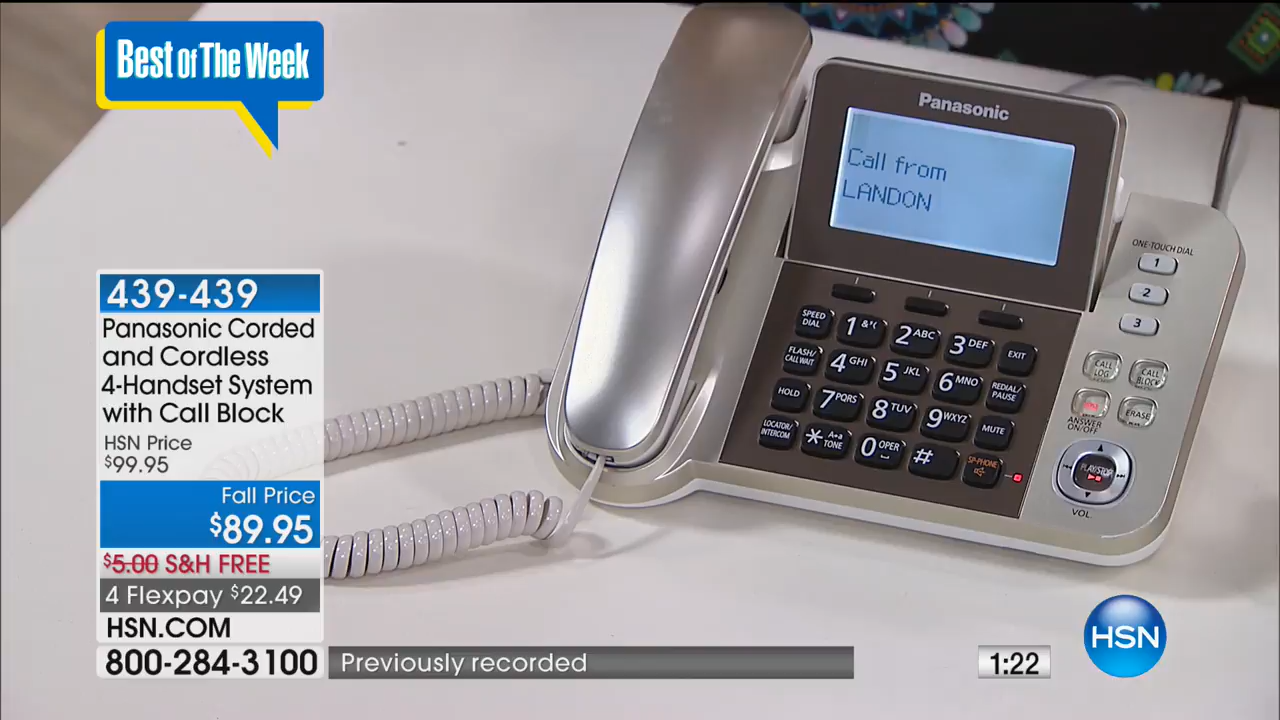 Best of The Week
439-439
Panasonic Corded
and Cordless
4-Handset System
with Call Block
HSN Price
$99.95
Fall Price
$89.95
$5.00 S&H FREE
4 Flexpay $22.49
HSN.COM
800-284-3100
Previously recorded
1:22
HSN
Panasonic
Call from
LANDON
ONE-TOUCH DIAL
1
2
3
SPEED
DIAL
1 &'(
2 ABC
3 DEF
EXIT
FLASH/
CALL WAIT
4 GHI
5 JKL
6 MNO
REDIAL/
PAUSE
HOLD
7 PQRS
8 TUV
9 WXYZ
MUTE
LOCATOR/
INTERCOM
* A→a
TONE
0 OPER
#
SP-PHONE
CALL
LOG
CALL
BLOCK
ANSWER
ON/OFF
ERASE
PLAY/STOP
VOL.